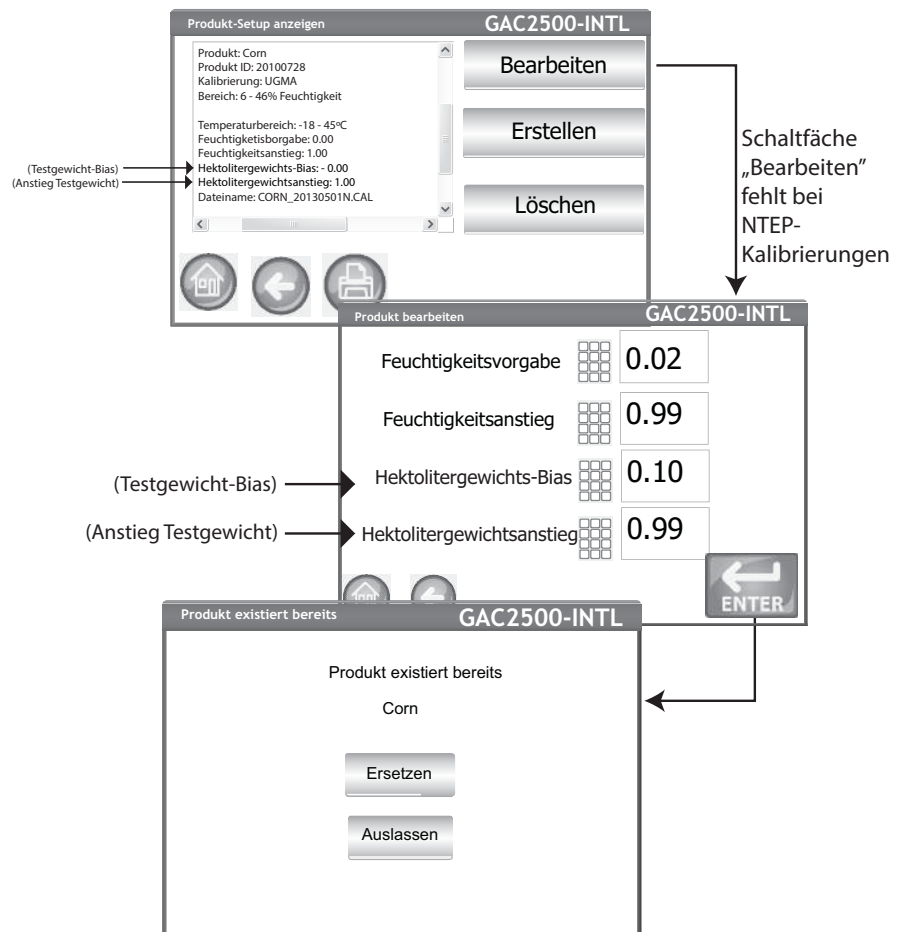 Produkt-Setup anzeigen
GAC2500-INTL
Produkt: Corn
Produkt ID: 20100728
Kalibrierung: UGMA
Bereich: 6 - 46% Feuchtigkeit
Temperaturbereich: -18 - 45ºC
Feuchtigketisborgabe: 0.00
Feuchtigkeitsanstieg: 1.00
(Testgewicht-Bias)
Hektolitergewichts-Bias: - 0.00
(Anstieg Testgewicht)
Hektolitergewichtsanstieg: 1.00
Dateiname: CORN_20130501N.CAL
Bearbeiten
Erstellen
Löschen
Schaltfäche
„Bearbeiten”
fehlt bei
NTEP-
Kalibrierungen
Produkt bearbeiten
GAC2500-INTL
Feuchtigkeitsvorgabe 0.02
Feuchtigkeitsanstieg 0.99
(Testgewicht-Bias)
Hektolitergewichts-Bias 0.10
(Anstieg Testgewicht)
Hektolitergewichtsanstieg 0.99
ENTER
Produkt existiert bereits
GAC2500-INTL
Produkt existiert bereits
Corn
Ersetzen
Auslassen